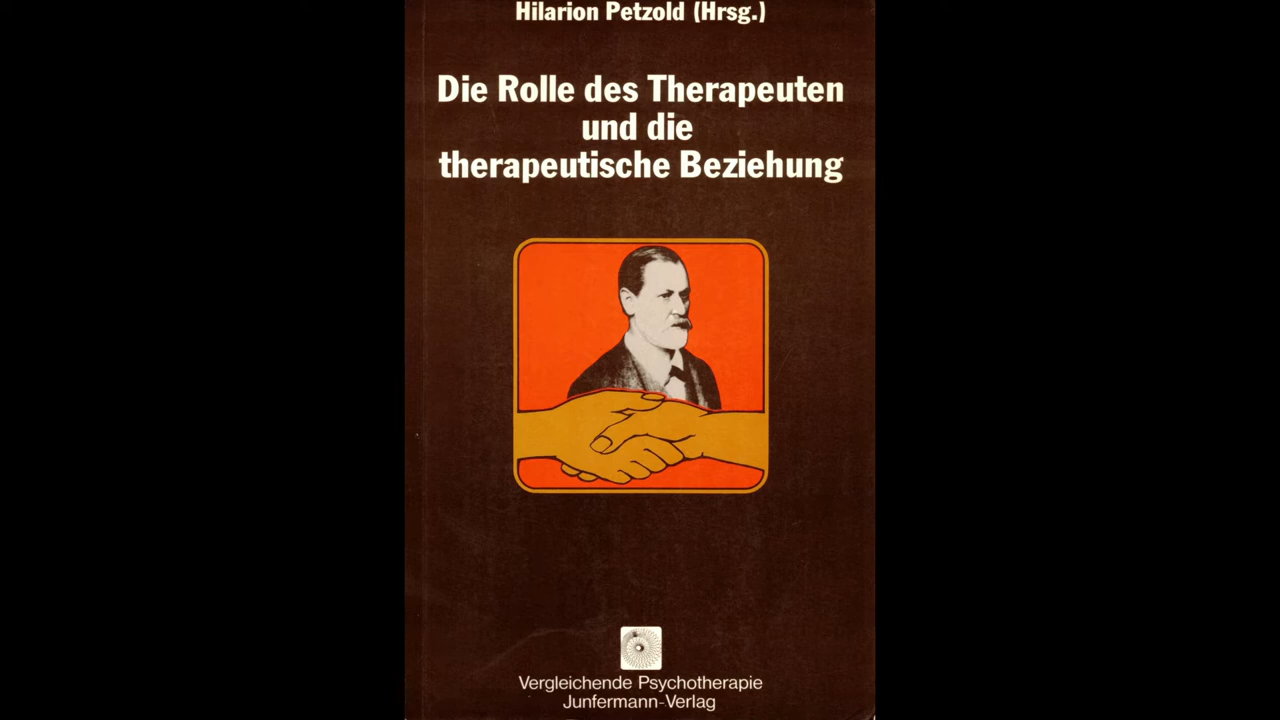 Hilarion Petzold (Hrsg.)
Die Rolle des Therapeuten
und die
therapeutische Beziehung
Vergleichende Psychotherapie
Junfermann-Verlag